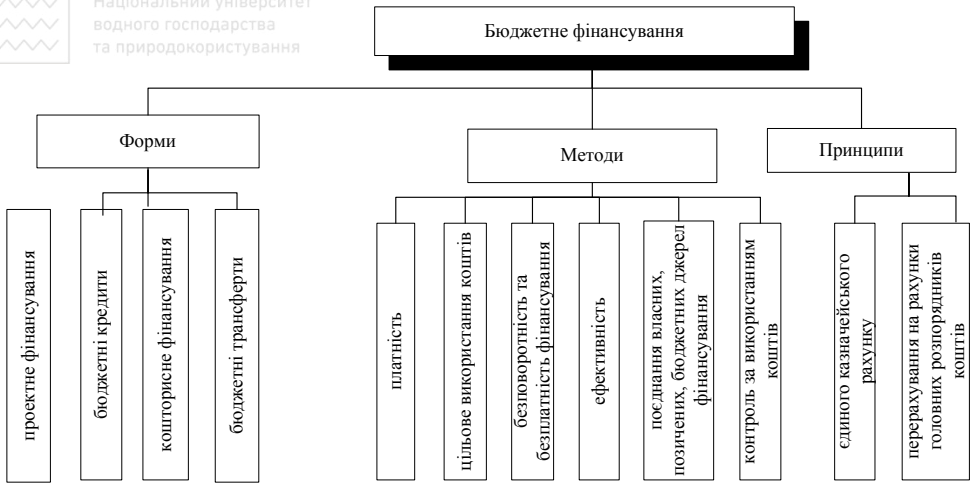 Національний університет
водного господарства
та природокористування
Бюджетне фінансування
Форми
Методи
Принципи
проектне фінансування
бюджетні кредити
кошторисне фінансування
бюджетні трансферти
платність
цільове використання коштів
безповоротність та
безплатність фінансування
ефективність
поєднання власних,
позичених, бюджетних джерел
фінансування
контроль за використанням
коштів
єдиного казначейського
рахунку
перерахування на рахунки
головних розпорядників
коштів